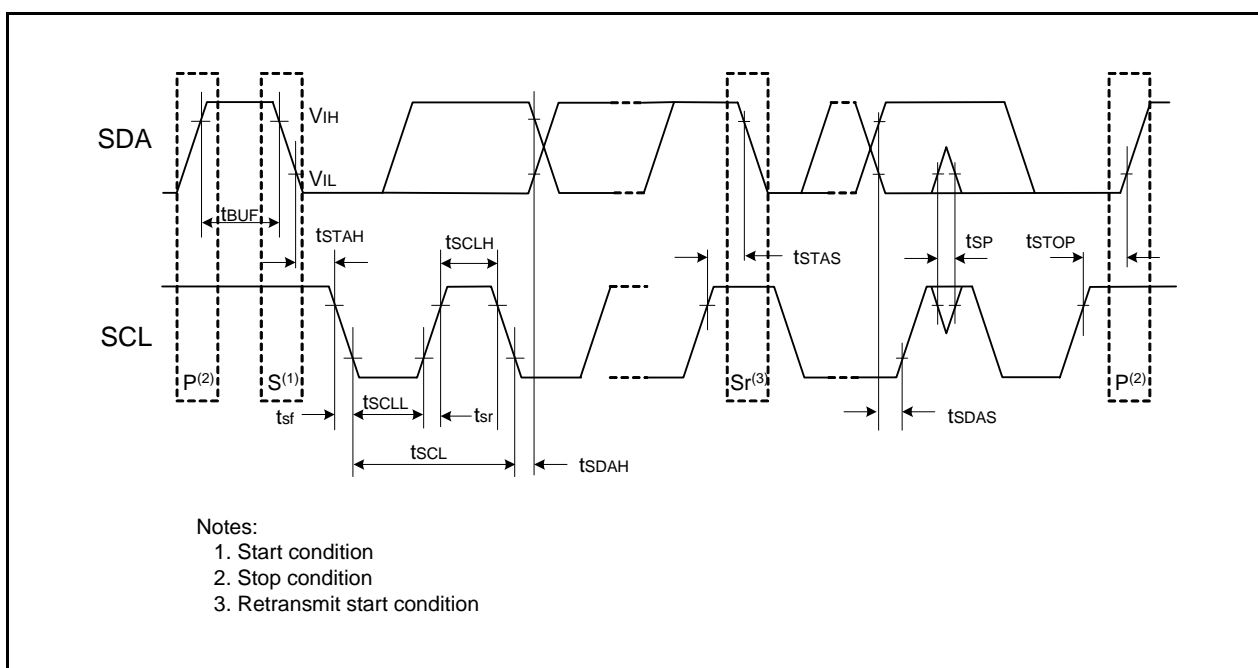 SDA
VIH
VIL
tBUF
tSTAH
tSCLH
tSTAS
tSP
tSTOP
SCL
P(2)
S(1)
Sr(3)
P(2)
tsf
tSCLL
tsr
tSDAS
tSCL
tSDAH
Notes:
1. Start condition
2. Stop condition
3. Retransmit start condition